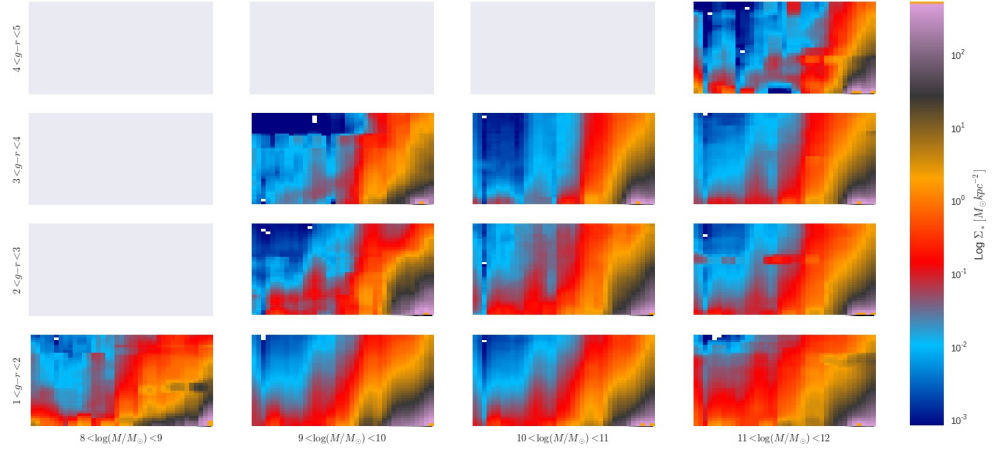 4 < g−r < 5
3 < g−r < 4
2 < g−r < 3
1 < g−r < 2
8 < log(M/M⊙) < 9
9 < log(M/M⊙) < 10
10 < log(M/M⊙) < 11
11 < log(M/M⊙) < 12
10²
10¹
10⁰
10⁻¹
10⁻²
10⁻³
Log Σ⋆ [M⊙kpc⁻²]